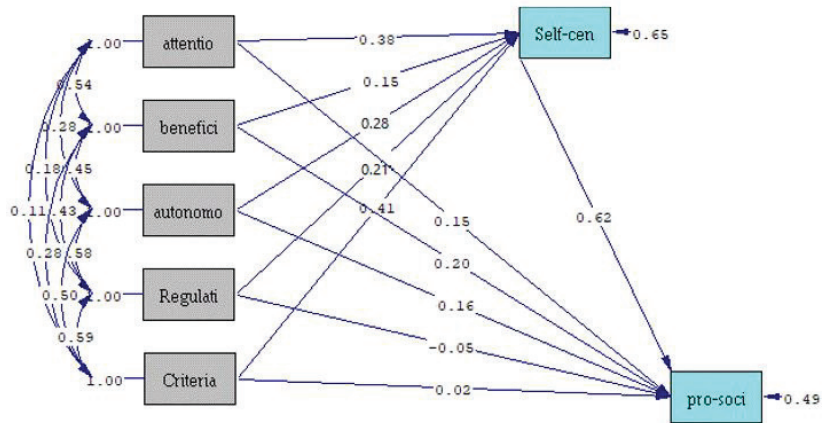 1.00 attentio 0.38 Self-cen 0.65
0.54
0.15
0.28 1.00 benefici
0.28
0.18 0.45
0.21
0.11 0.43 1.00 autonomo 0.41 0.15 0.62
0.28 0.58 0.20
0.50 1.00 Regulati 0.16
0.59 -0.05
1.00 Criteria 0.02 pro-soci 0.49